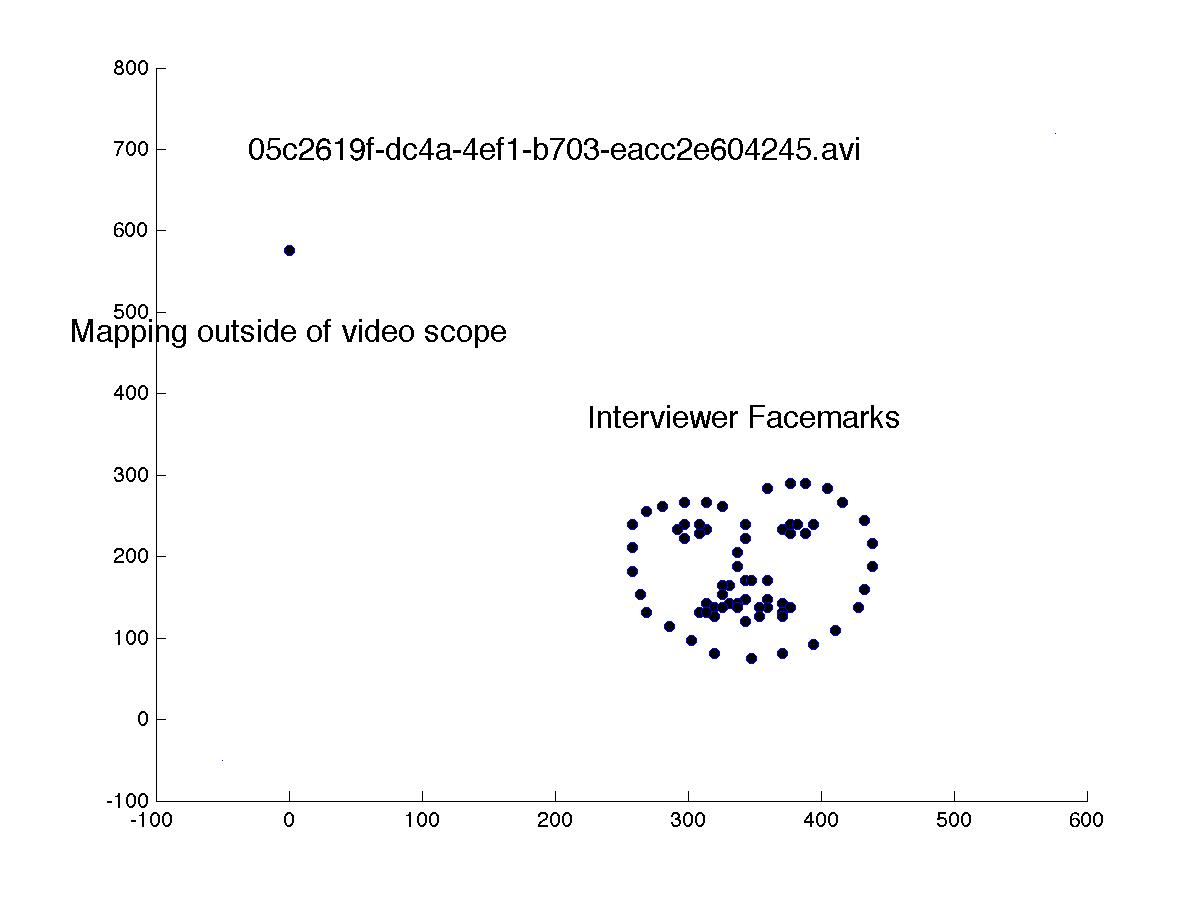 800
700
05c2619f-dc4a-4ef1-b703-eacc2e604245.avi
600
500
Mapping outside of video scope
400
Interviewer Facemarks
300
200
100
0
-100
-100 0 100 200 300 400 500 600